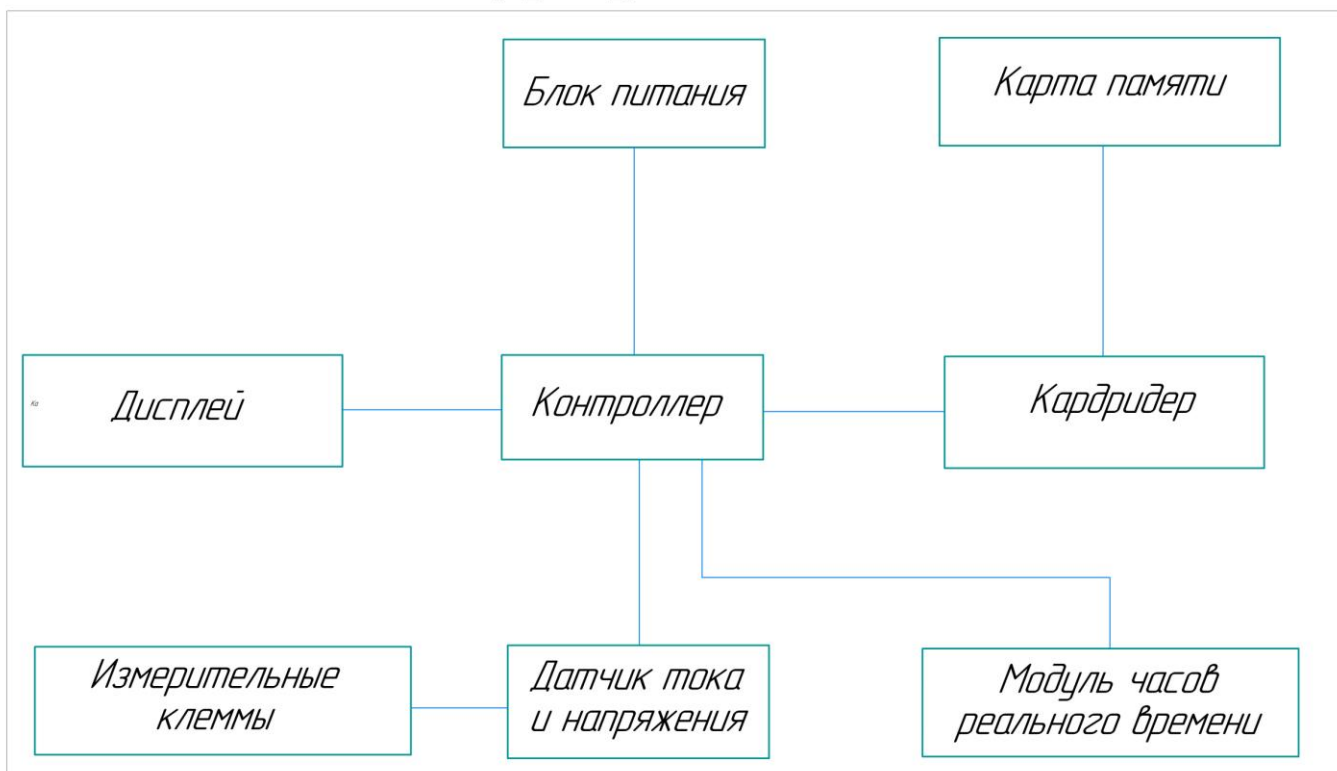 Блок питания
Карта памяти
Дисплей
Контроллер
Кардридер
Измерительные
клеммы
Датчик тока
и напряжения
Модуль часов
реального времени